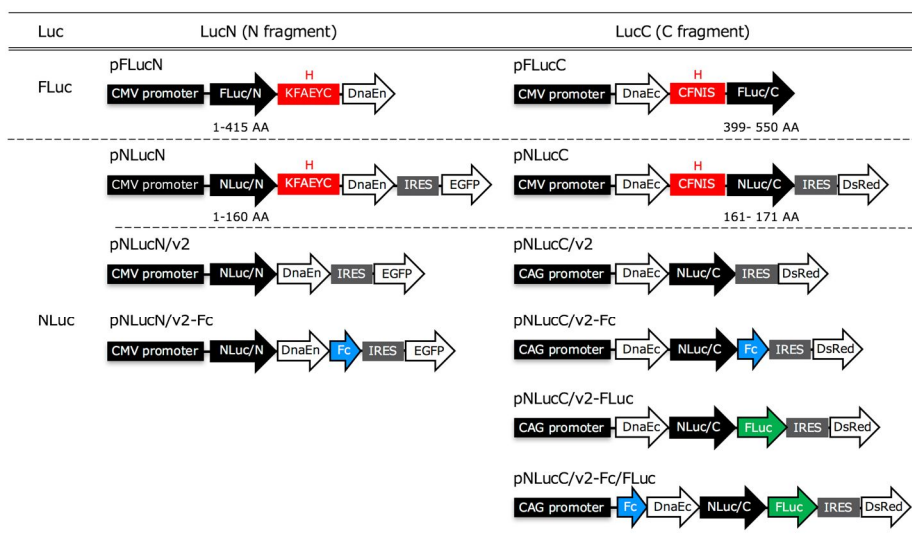 Luc LucN (N fragment) LucC (C fragment)
FLuc
pFLucN
H
CMV promoter FLuc/N KFAEYC DnaEn
1-415 AA
pFLucC
H
CMV promoter DnaEc CFNIS FLuc/C
399- 550 AA
NLuc
pNLucN
H
CMV promoter NLuc/N KFAEYC DnaEn IRES EGFP
1-160 AA
pNLucC
H
CMV promoter DnaEc CFNIS NLuc/C IRES DsRed
161- 171 AA
pNLucN/v2
CMV promoter NLuc/N DnaEn IRES EGFP
pNLucC/v2
CAG promoter DnaEc NLuc/C IRES DsRed
pNLucN/v2-Fc
CMV promoter NLuc/N DnaEn Fc IRES EGFP
pNLucC/v2-Fc
CAG promoter DnaEc NLuc/C Fc IRES DsRed
pNLucC/v2-FLuc
CAG promoter DnaEc NLuc/C FLuc IRES DsRed
pNLucC/v2-Fc/FLuc
CAG promoter Fc DnaEc NLuc/C FLuc IRES DsRed